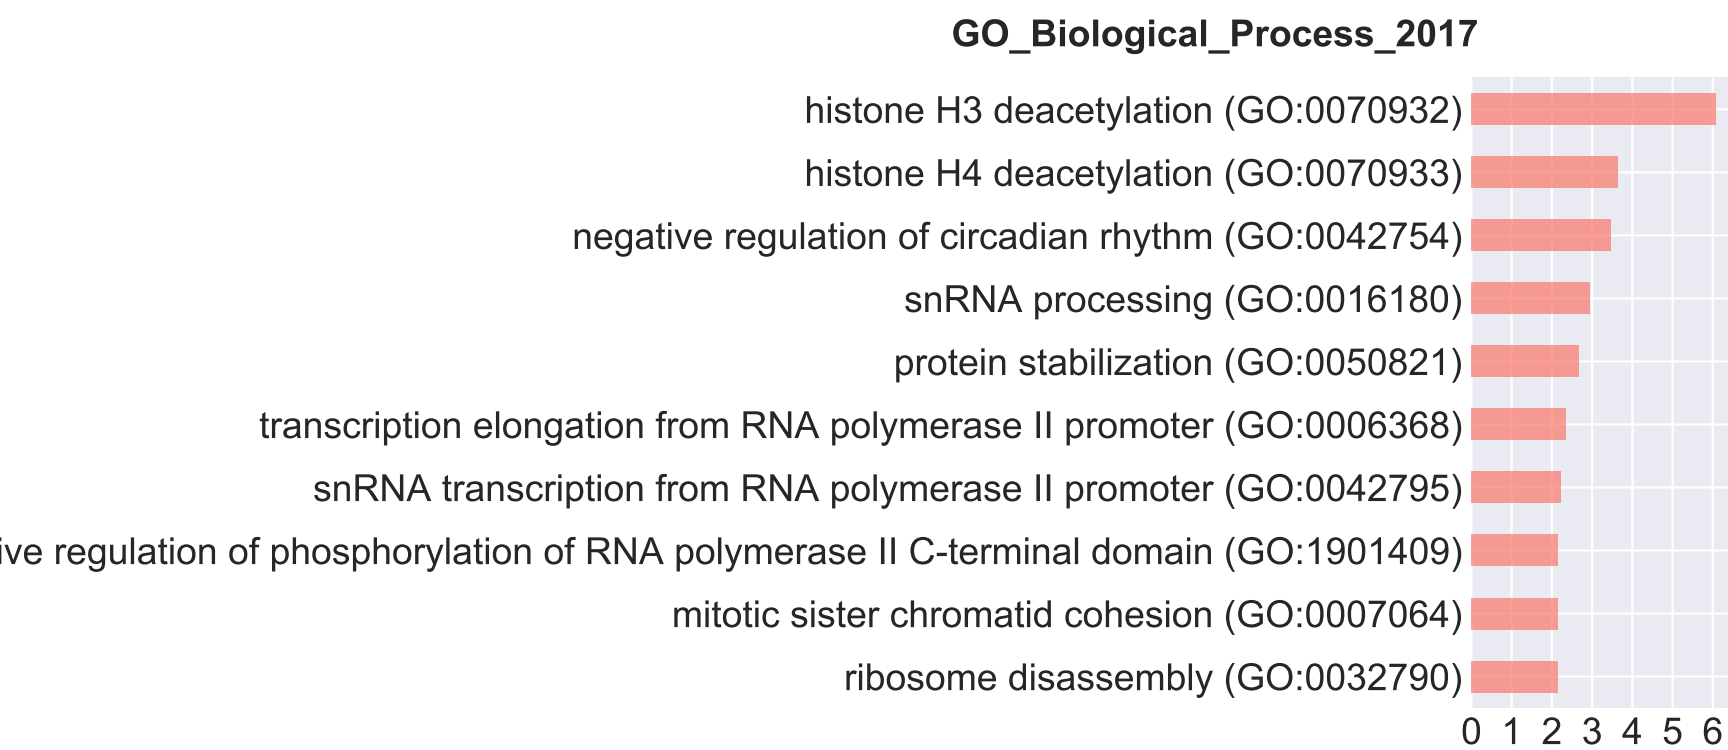 GO_Biological_Process_2017
histone H3 deacetylation (GO:0070932)
histone H4 deacetylation (GO:0070933)
negative regulation of circadian rhythm (GO:0042754)
snRNA processing (GO:0016180)
protein stabilization (GO:0050821)
transcription elongation from RNA polymerase II promoter (GO:0006368)
snRNA transcription from RNA polymerase II promoter (GO:0042795)
regulation of phosphorylation of RNA polymerase II C-terminal domain (GO:1901409)
mitotic sister chromatid cohesion (GO:0007064)
ribosome disassembly (GO:0032790)
0 1 2 3 4 5 6